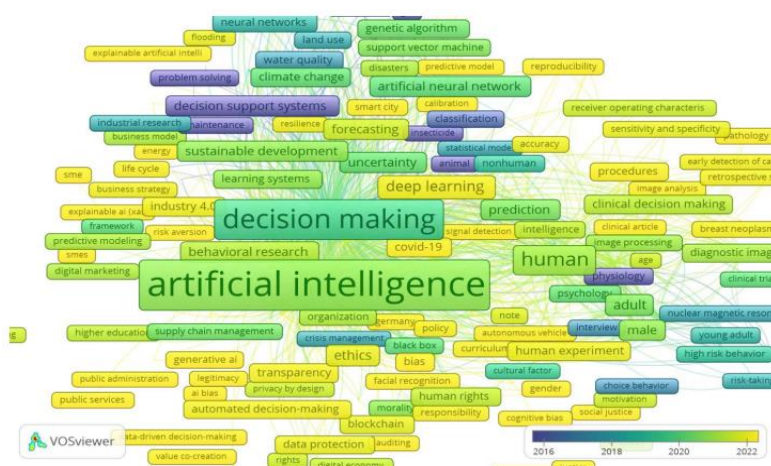 neural networks
genetic algorithm
flooding
land use
support vector machine
explainable artificial intelli
water quality
disasters
predictive model
reproducibility
problem solving
climate change
artificial neural network
decision support systems
smart city
calibration
receiver operating characteris
industrial research
maintenance
resilience
forecasting
insecticide
classification
sensitivity and specificity
business model
statistical model
accuracy
pathology
energy
sustainable development
uncertainty
animal
nonhuman
early detection of ca
sme
life cycle
learning systems
deep learning
procedures
retrospective s
business strategy
image analysis
explainable ai (xai
industry 4.0
decision making
prediction
clinical decision making
framework
risk aversion
signal detection
intelligence
clinical article
breast neoplasm
predictive modeling
behavioral research
covid-19
image processing
smes
human
age
diagnostic imag
digital marketing
artificial intelligence
physiology
clinical tria
psychology
adult
organization
germany
note
nuclear magnetic resor
higher education
supply chain management
crisis management
policy
autonomous vehicle
interview
male
young adult
black box
curriculum
generative ai
ethics
bias
human experiment
high risk behavior
public administration
legitimacy
transparency
facial recognition
cultural factor
choice behavior
risk-taking
ai bias
privacy by design
human rights
gender
motivation
public services
automated decision-making
morality
responsibility
cognitive bias
social justice
blockchain
VOSviewer
data-driven decision-making
data protection
auditing
value co-creation
rights
digital economy
2016
2018
2020
2022